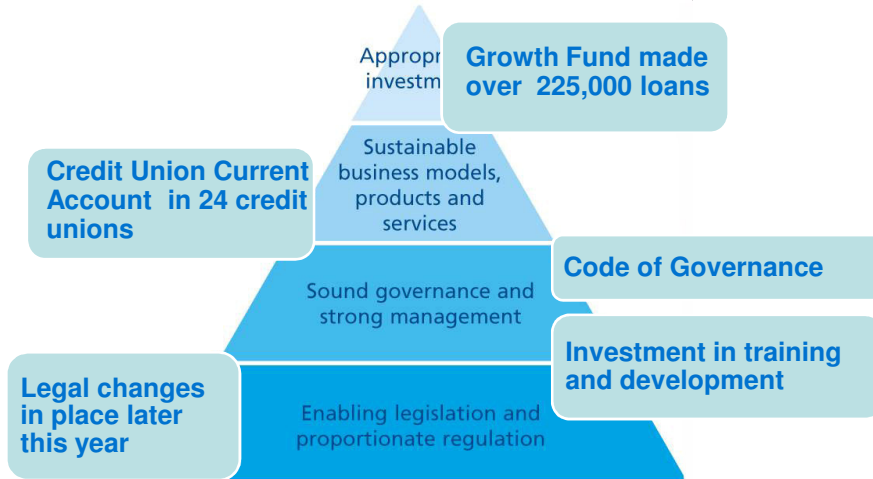 Growth Fund made
over 225,000 loans
Sustainable
business models,
products and
services
Credit Union Current
Account in 24 credit
unions
Code of Governance
Sound governance and
strong management
Investment in training
and development
Legal changes
in place later
this year
Enabling legislation and
proportionate regulation